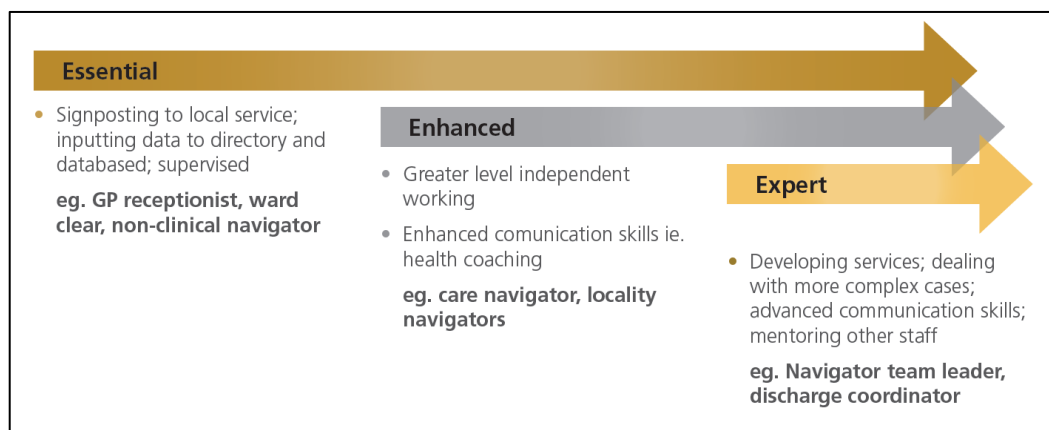 Essential
• Signposting to local service;
inputting data to directory and
databased; supervised
eg. GP receptionist, ward
clear, non-clinical navigator
Enhanced
• Greater level independent
working
• Enhanced comunication skills ie.
health coaching
eg. care navigator, locality
navigators
Expert
• Developing services; dealing
with more complex cases;
advanced communication skills;
mentoring other staff
eg. Navigator team leader,
discharge coordinator